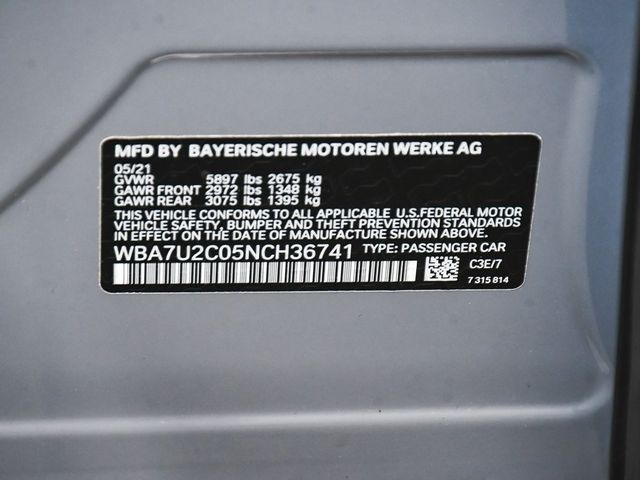 MFD BY BAYERISCHE MOTOREN WERKE AG
05/21
GVWR 5897 lbs 2675 kg
GAWR FRONT 2972 lbs 1348 kg
GAWR REAR 3075 lbs 1395 kg
THIS VEHICLE CONFORMS TO ALL APPLICABLE U.S.FEDERAL MOTOR
VEHICLE SAFETY, BUMPER AND THEFT PREVENTION STANDARDS
IN EFFECT ON THE DATE OF MANUFACTURE SHOWN ABOVE.
WBA7U2C05NCH36741 TYPE: PASSENGER CAR
C3E/7
7 315 814